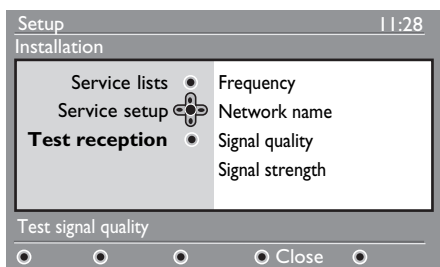 Setup 11:28
Installation
Service lists Frequency
Service setup Network name
Test reception Signal quality
Signal strength
Test signal quality
Close